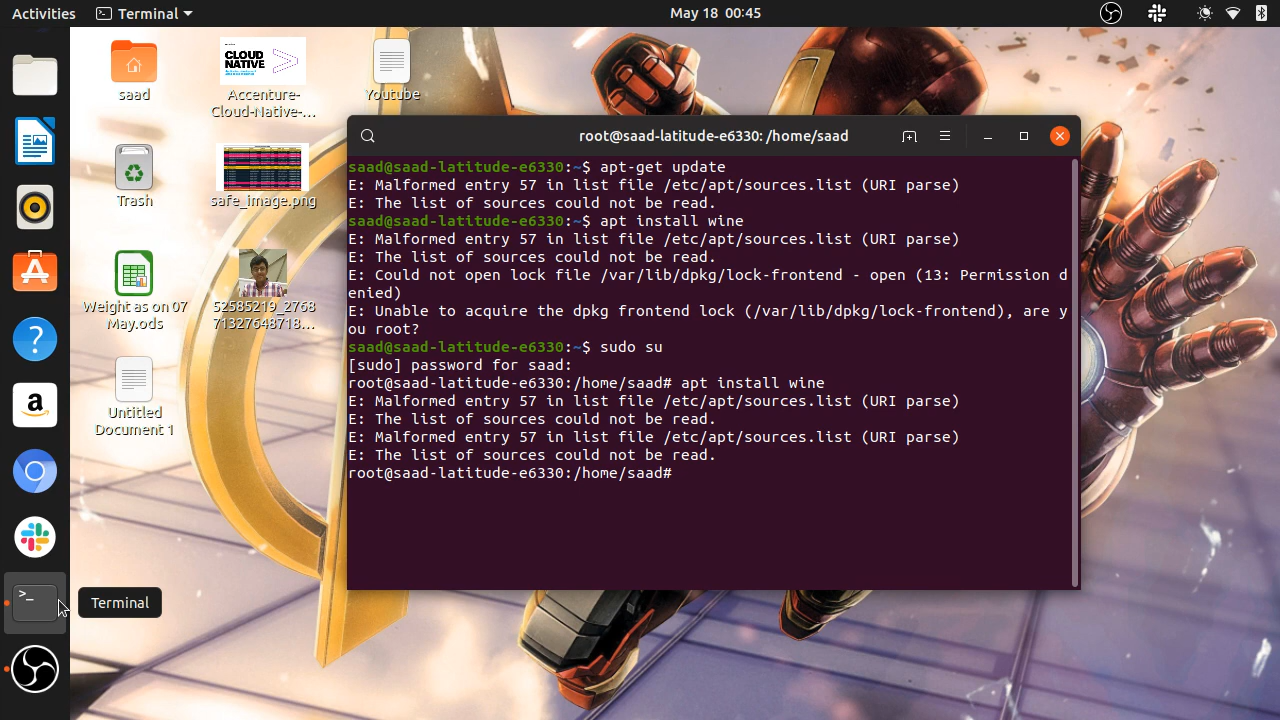 Activities
Terminal
May 18 00:45
saad
CLOUD
NATIVE
Accenture-
Cloud-Native-...
Youtube
Trash
safe_image.png
Weight as on 07
May.ods
52585219_2768
71327648718...
Untitled
Document 1
a
>_
Terminal
root@saad-latitude-e6330: /home/saad
saad@saad-latitude-e6330:~$ apt-get update
E: Malformed entry 57 in list file /etc/apt/sources.list (URI parse)
E: The list of sources could not be read.
saad@saad-latitude-e6330:~$ apt install wine
E: Malformed entry 57 in list file /etc/apt/sources.list (URI parse)
E: The list of sources could not be read.
E: Could not open lock file /var/lib/dpkg/lock-frontend - open (13: Permission d
enied)
E: Unable to acquire the dpkg frontend lock (/var/lib/dpkg/lock-frontend), are y
ou root?
saad@saad-latitude-e6330:~$ sudo su
[sudo] password for saad:
root@saad-latitude-e6330:/home/saad# apt install wine
E: Malformed entry 57 in list file /etc/apt/sources.list (URI parse)
E: The list of sources could not be read.
E: Malformed entry 57 in list file /etc/apt/sources.list (URI parse)
E: The list of sources could not be read.
root@saad-latitude-e6330:/home/saad#